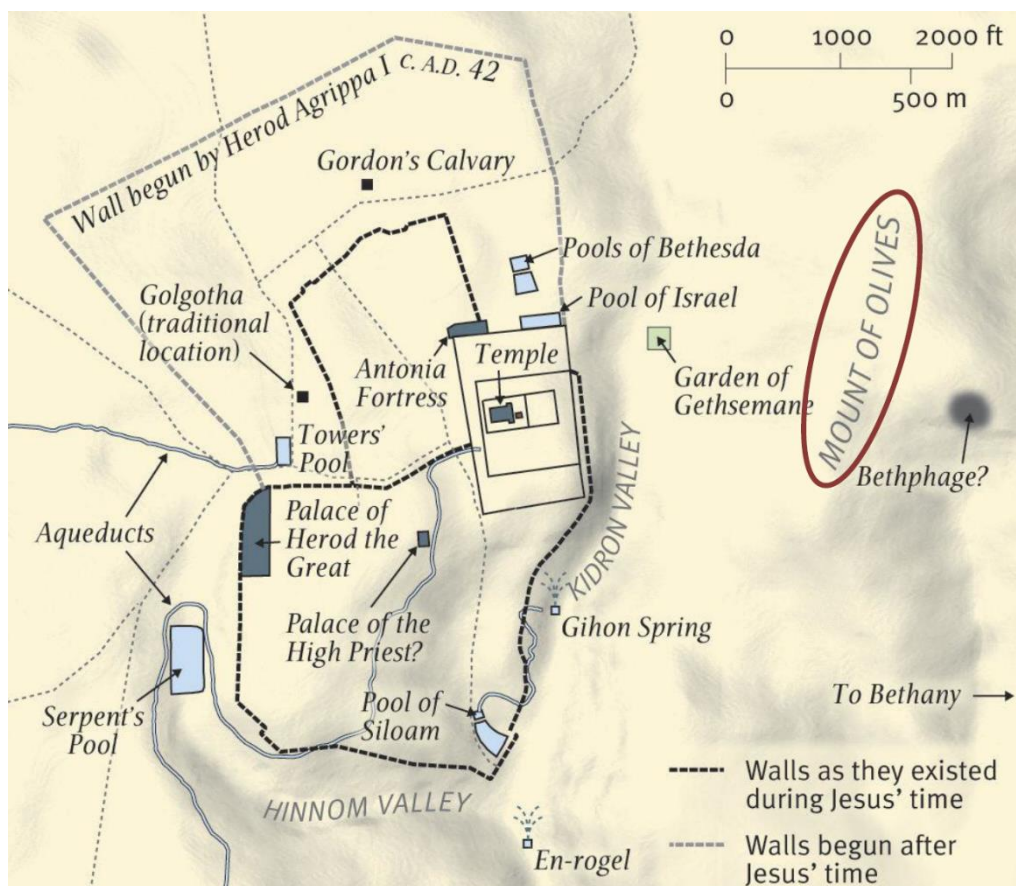 0 1000 2000 ft
0 500 m
Wall begun by Herod Agrippa I C. A.D. 42
Gordon's Calvary
Pools of Bethesda
Pool of Israel
Golgotha
(traditional
location)
Antonia
Fortress
Temple
Garden of
Gethsemane
MOUNT OF OLIVES
Bethphage?
Towers'
Pool
KIDRON VALLEY
Aqueducts
Palace of
Herod the
Great
Palace of the
High Priest?
Gihon Spring
Serpent's
Pool
Pool of
Siloam
To Bethany
HINNOM VALLEY
En-rogel
Walls as they existed
during Jesus' time
Walls begun after
Jesus' time